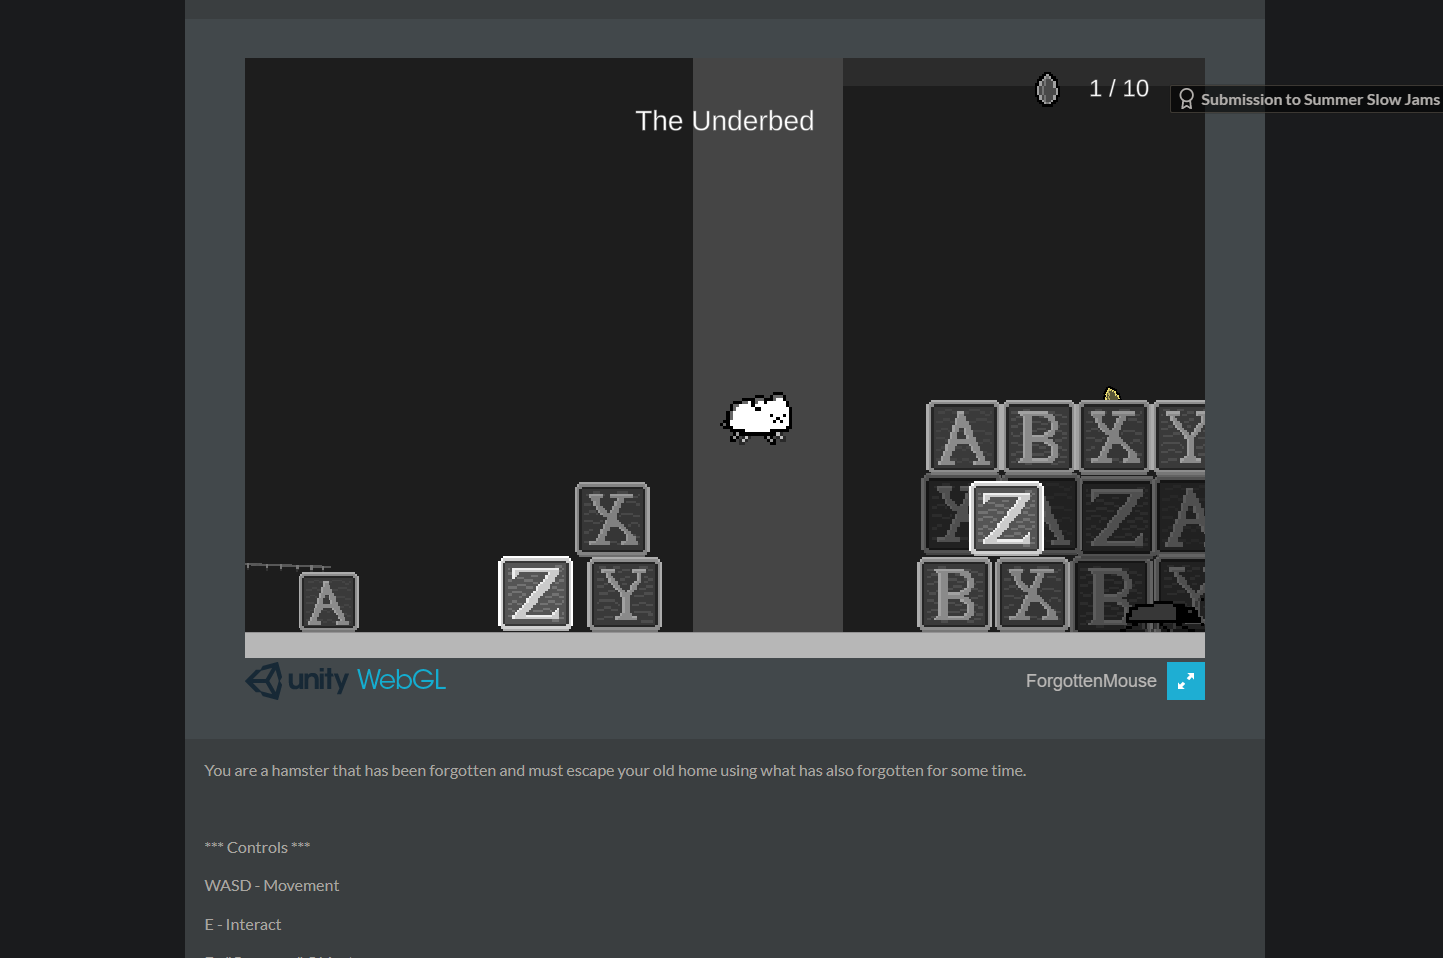 1 / 10
Submission to Summer Slow Jams
The Underbed
A B X Y
X Z A Z A
X
Z Y
B X B Y
A
unity WebGL
ForgottenMouse
You are a hamster that has been forgotten and must escape your old home using what has also forgotten for some time.
*** Controls ***
WASD - Movement
E - Interact